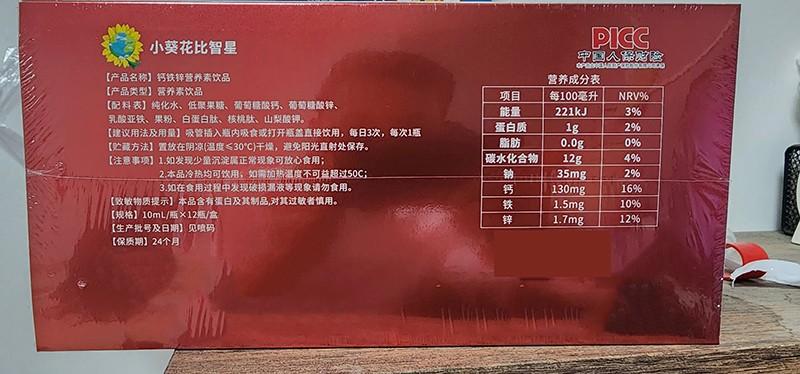 小葵花比智星
【产品名称】 钙铁锌营养素饮品
【产品类型】 营养素饮品
【配 料 表】 纯化水、低聚果糖、葡萄糖酸钙、葡萄糖酸锌、
乳酸亚铁、果粉、白蛋白肽、核桃肽、山梨酸钾。
【建议用法及用量】 吸管插入瓶内吸食或打开瓶盖直接饮用，每日3次，每次1瓶
【贮藏方法】 置放在阴凉(温度≤30℃)干燥，避免阳光直射处保存。
【注意事项】 1.如发现少量沉淀属正常现象可放心食用；
2.本品冷热均可饮用，如需加热温度不可益超过50C；
3.如在食用过程中发现破损漏液等现象请勿食用。
【致敏物质提示】 本品含有蛋白及其制品,对其过敏者慎用。
【规格】 10mL/瓶×12瓶/盒
【生产批号及日期】 见喷码
【保质期】 24个月
PICC
中国人保财险
营养成分表
项目 每100毫升 NRV%
能量 221kJ 3%
蛋白质 1g 2%
脂肪 0.0g 0%
碳水化合物 12g 4%
钠 35mg 2%
钙 130mg 16%
铁 1.5mg 10%
锌 1.7mg 12%